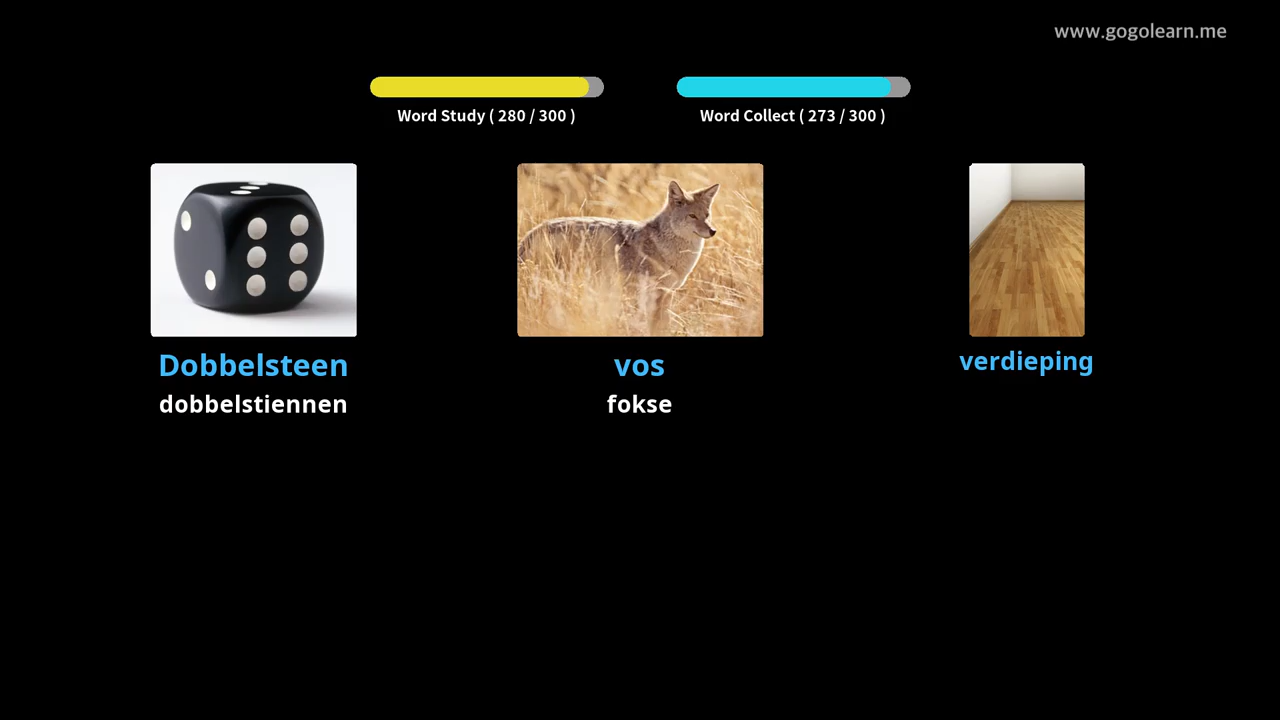 www.gogolearn.me
Word Study ( 280 / 300 )
Word Collect ( 273 / 300 )
Dobbelsteen
dobbelstiennen
vos
fokse
verdieping